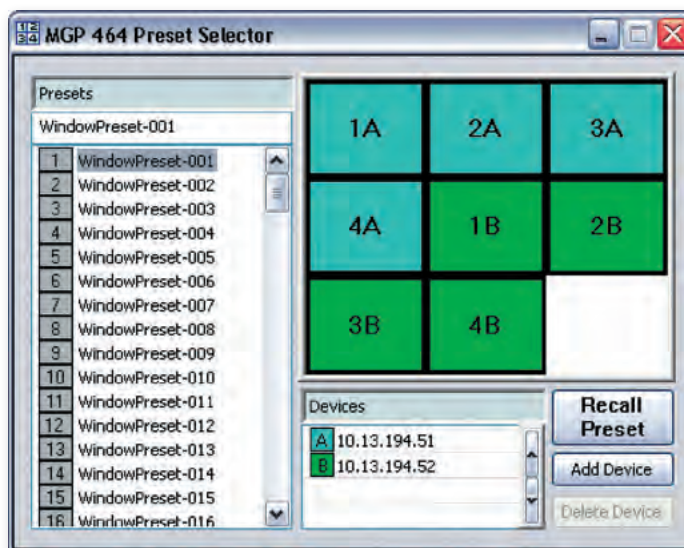 1 2
3 4
MGP 464 Preset Selector
Presets
WindowPreset-001
1 WindowPreset-001
2 WindowPreset-002
3 WindowPreset-003
4 WindowPreset-004
5 WindowPreset-005
6 WindowPreset-006
7 WindowPreset-007
8 WindowPreset-008
9 WindowPreset-009
10 WindowPreset-010
11 WindowPreset-011
12 WindowPreset-012
13 WindowPreset-013
14 WindowPreset-014
15 WindowPreset-015
16 WindowPreset-016
1A 2A 3A
4A 1B 2B
3B 4B
Devices
A 10.13.194.51
B 10.13.194.52
Recall
Preset
Add Device
Delete Device